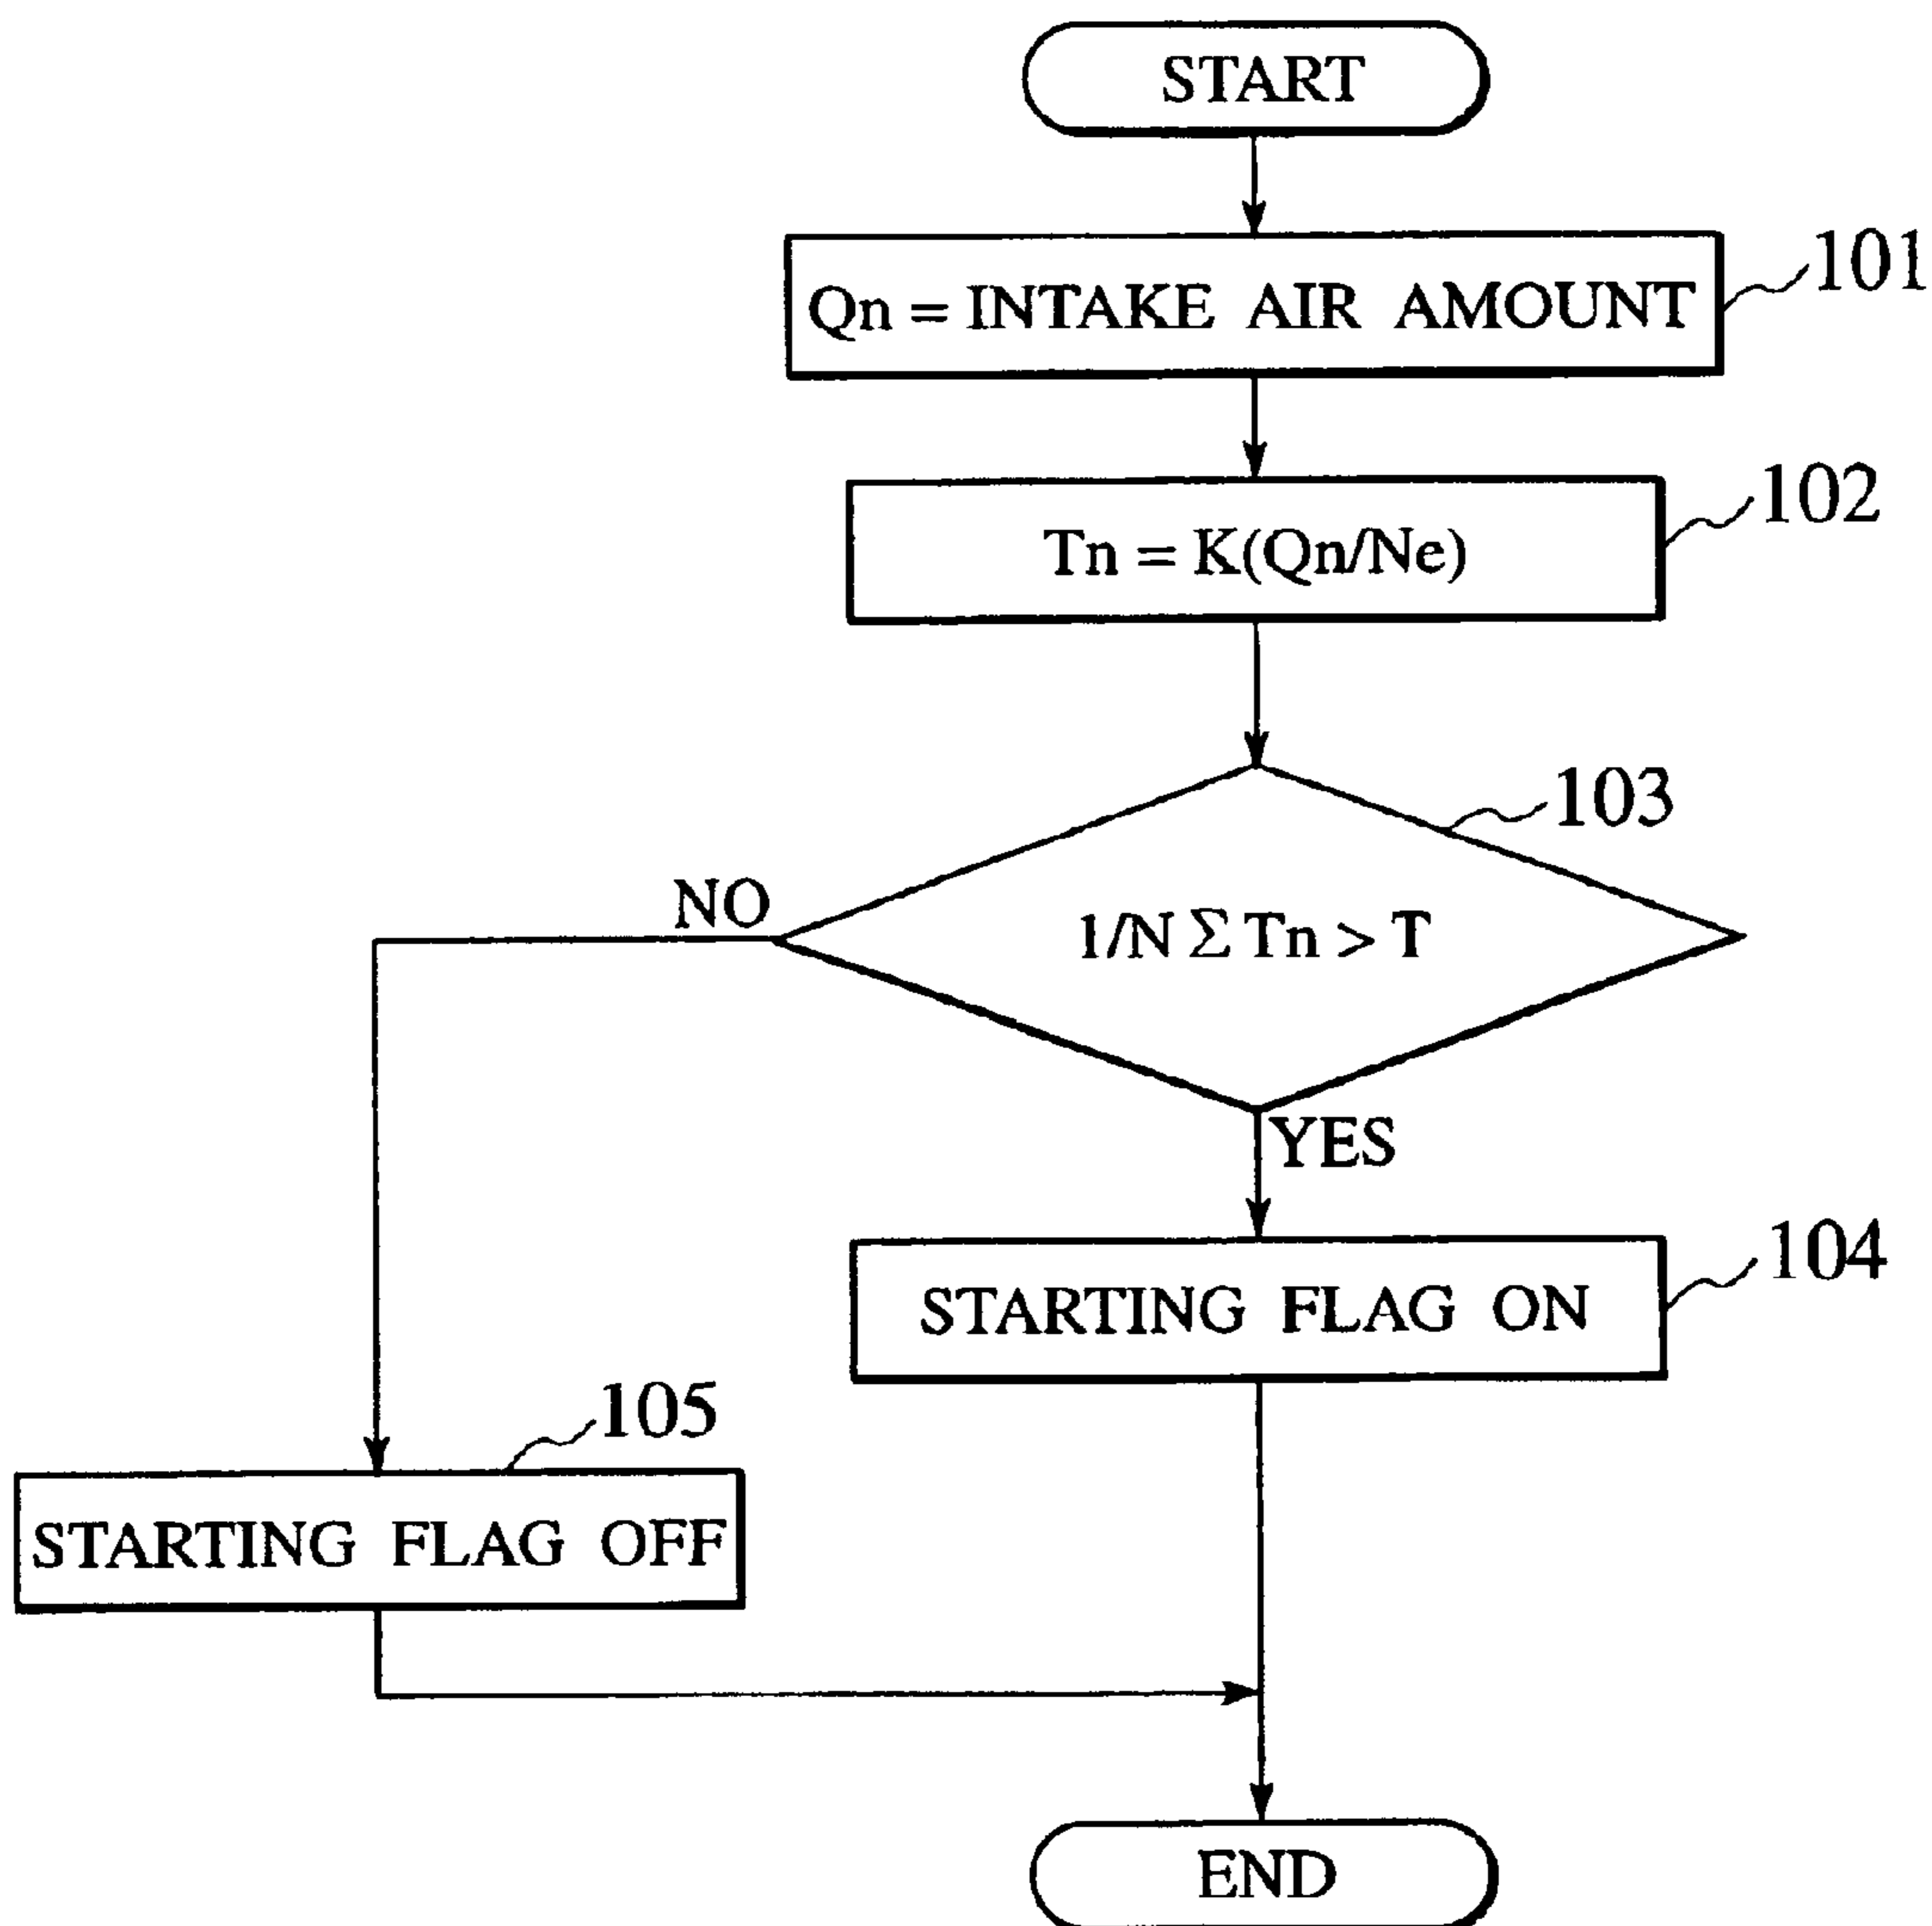 START
101
Qn = INTAKE AIR AMOUNT
102
Tn = K(Qn/Ne)
103
NO
1/N Σ Tn > T
YES
104
STARTING FLAG ON
105
STARTING FLAG OFF
END